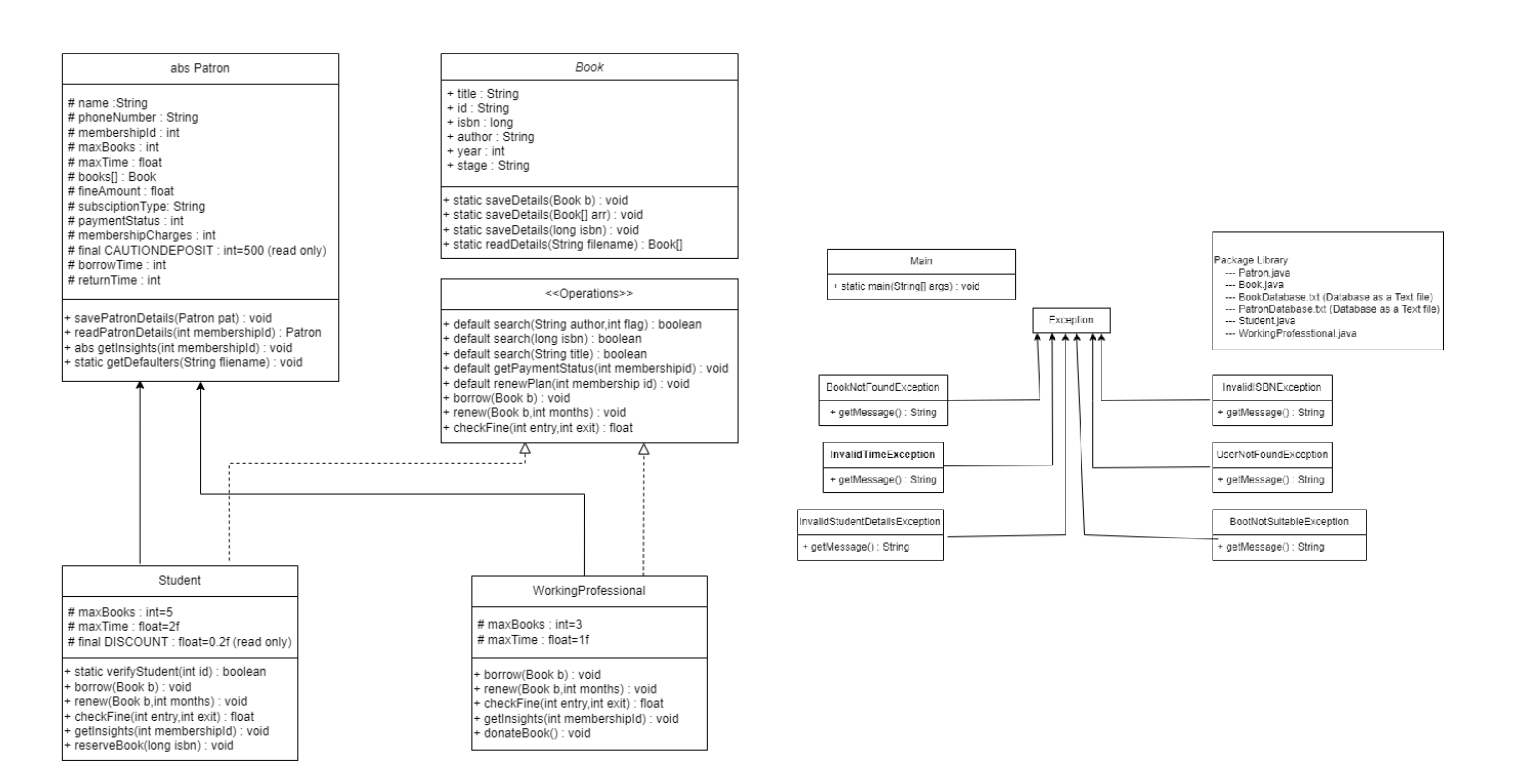 abs Patron
# name :String
# phoneNumber : String
# membershipId : int
# maxBooks : int
# maxTime : float
# books[] : Book
# fineAmount : float
# subsciptionType: String
# paymentStatus : int
# membershipCharges : int
# final CAUTIONDEPOSIT : int=500 (read only)
# borrowTime : int
# returnTime : int
+ savePatronDetails(Patron pat) : void
+ readPatronDetails(int membershipId) : Patron
+ abs getInsights(int membershipId) : void
+ static getDefaulters(String fliename) : void
Book
+ title : String
+ id : String
+ isbn : long
+ author : String
+ year : int
+ stage : String
+ static saveDetails(Book b) : void
+ static saveDetails(Book[] arr) : void
+ static saveDetails(long isbn) : void
+ static readDetails(String filename) : Book[]
<<Operations>>
+ default search(String author,int flag) : boolean
+ default search(long isbn) : boolean
+ default search(String title) : boolean
+ default getPaymentStatus(int membershipid) : void
+ default renewPlan(int membership id) : void
+ borrow(Book b) : void
+ renew(Book b,int months) : void
+ checkFine(int entry,int exit) : float
Student
# maxBooks : int=5
# maxTime : float=2f
# final DISCOUNT : float=0.2f (read only)
+ static verifyStudent(int id) : boolean
+ borrow(Book b) : void
+ renew(Book b,int months) : void
+ checkFine(int entry,int exit) : float
+ getInsights(int membershipId) : void
+ reserveBook(long isbn) : void
WorkingProfessional
# maxBooks : int=3
# maxTime : float=1f
+ borrow(Book b) : void
+ renew(Book b,int months) : void
+ checkFine(int entry,int exit) : float
+ getInsights(int membershipId) : void
+ donateBook() : void
Main
+ static main(String[] args) : void
Exception
BookNotFoundException
+ getMessage() : String
InvalidTimeException
+ getMessage() : String
InvalidStudentDetailsException
+ getMessage() : String
InvalidISBNException
+ getMessage() : String
UserNotFoundException
+ getMessage() : String
BootNotSuitableException
+ getMessage() : String
Package Library
--- Patron.java
--- Book.java
--- BookDatabase.txt (Database as a Text file)
--- PatronDatabase.txt (Database as a Text file)
--- Student.java
--- WorkingProfesstional.java